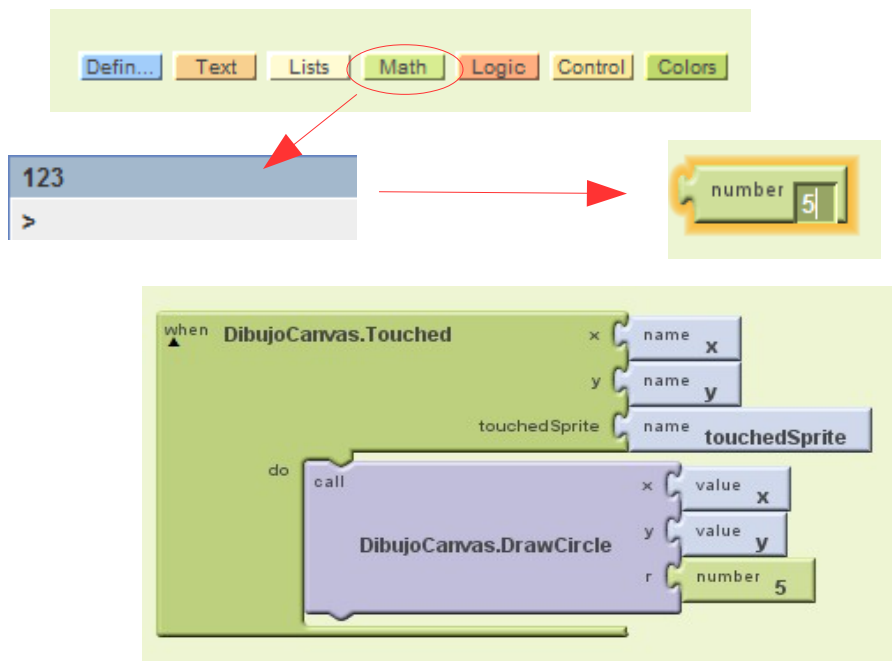 Defin... Text Lists Math Logic Control Colors
123
>
number 5
when DibujoCanvas.Touched x name x
y name y
touchedSprite name touchedSprite
do
call x value x
DibujoCanvas.DrawCircle y value y
r number 5